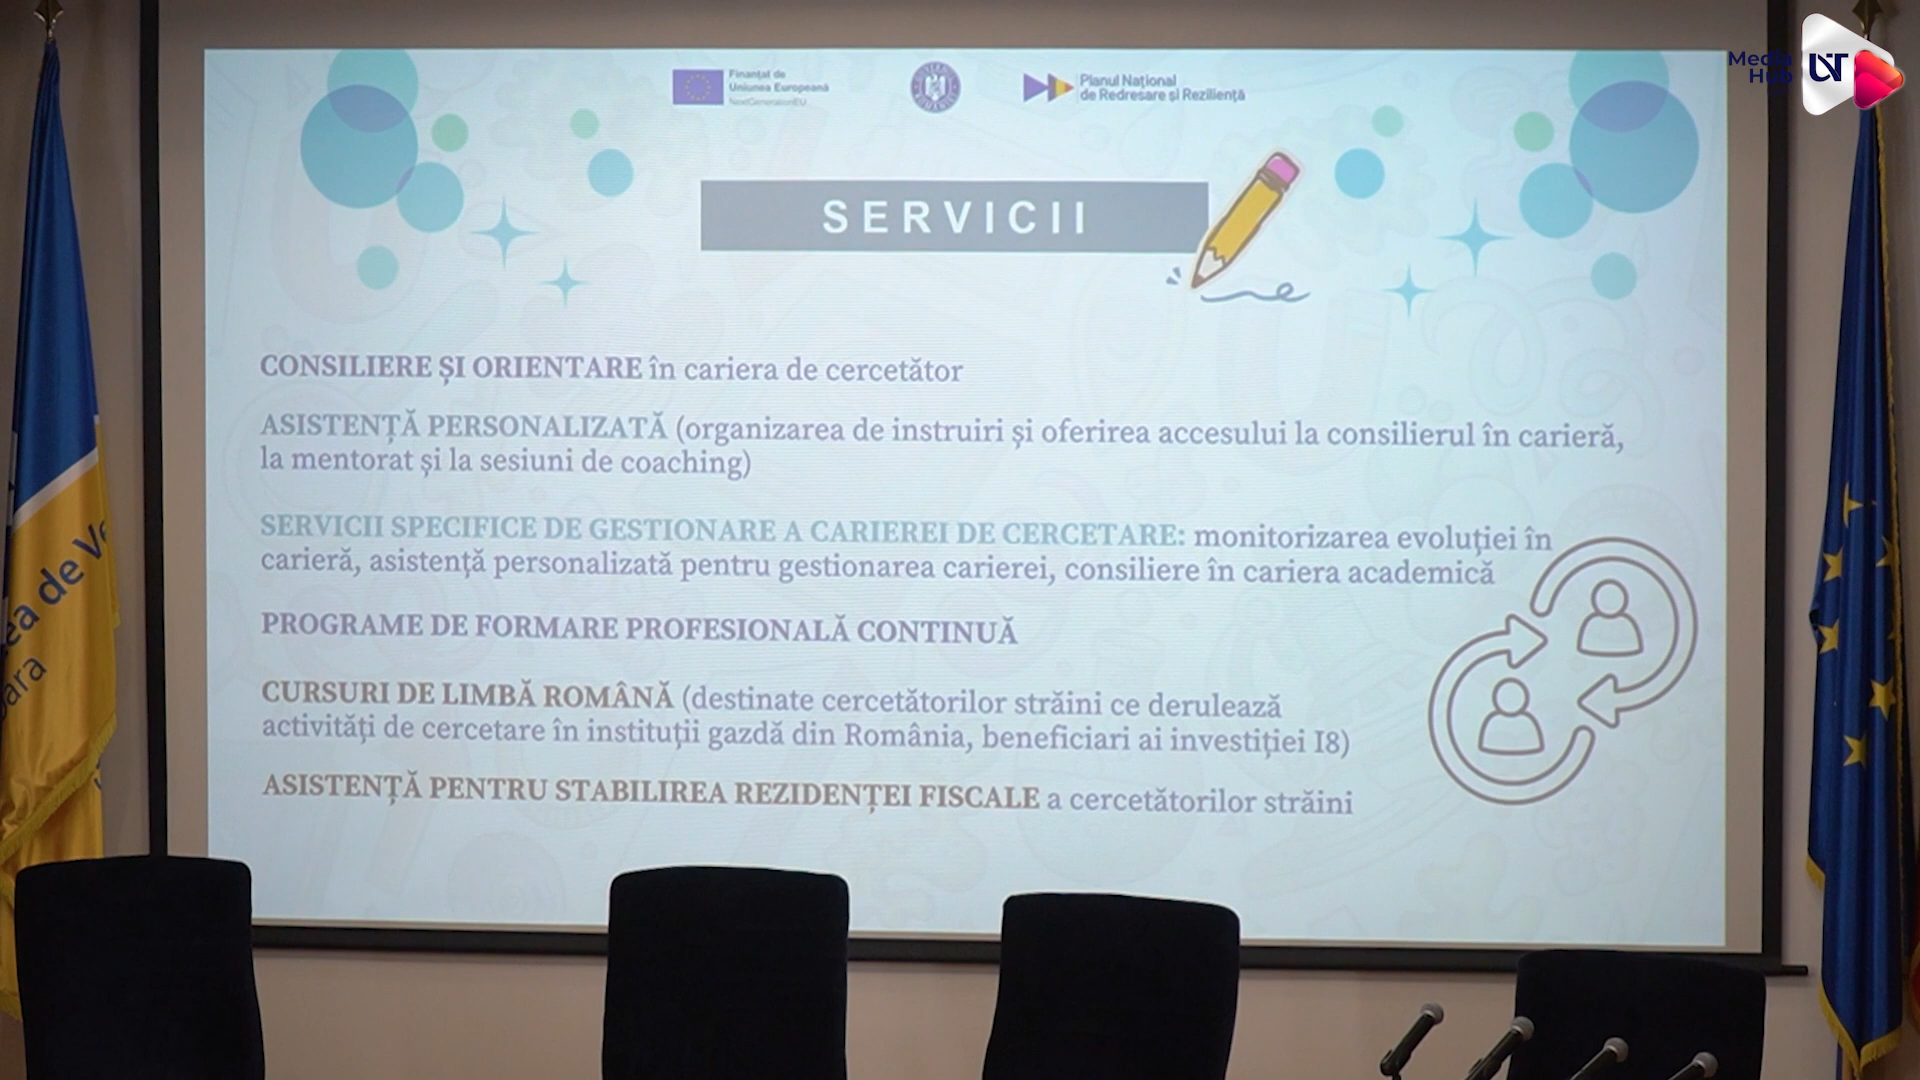 Media
Hub
UT
Finanțat de
Uniunea Europeană
NextGenerationEU
Planul Național
de Redresare și Reziliență
SERVICII
CONSILIERE ȘI ORIENTARE în cariera de cercetător
ASISTENȚĂ PERSONALIZATĂ (organizarea de instruiri și oferirea accesului la consilierul în carieră,
la mentorat și la sesiuni de coaching)
SERVICII SPECIFICE DE GESTIONARE A CARIEREI DE CERCETARE: monitorizarea evoluției în
carieră, asistență personalizată pentru gestionarea carierei, consiliere în cariera academică
PROGRAME DE FORMARE PROFESIONALĂ CONTINUĂ
CURSURI DE LIMBĂ ROMÂNĂ (destinate cercetătorilor străini ce derulează
activități de cercetare în instituții gazdă din România, beneficiari ai investiției I8)
ASISTENȚĂ PENTRU STABILIREA REZIDENȚEI FISCALE a cercetătorilor străini
ea de Ve